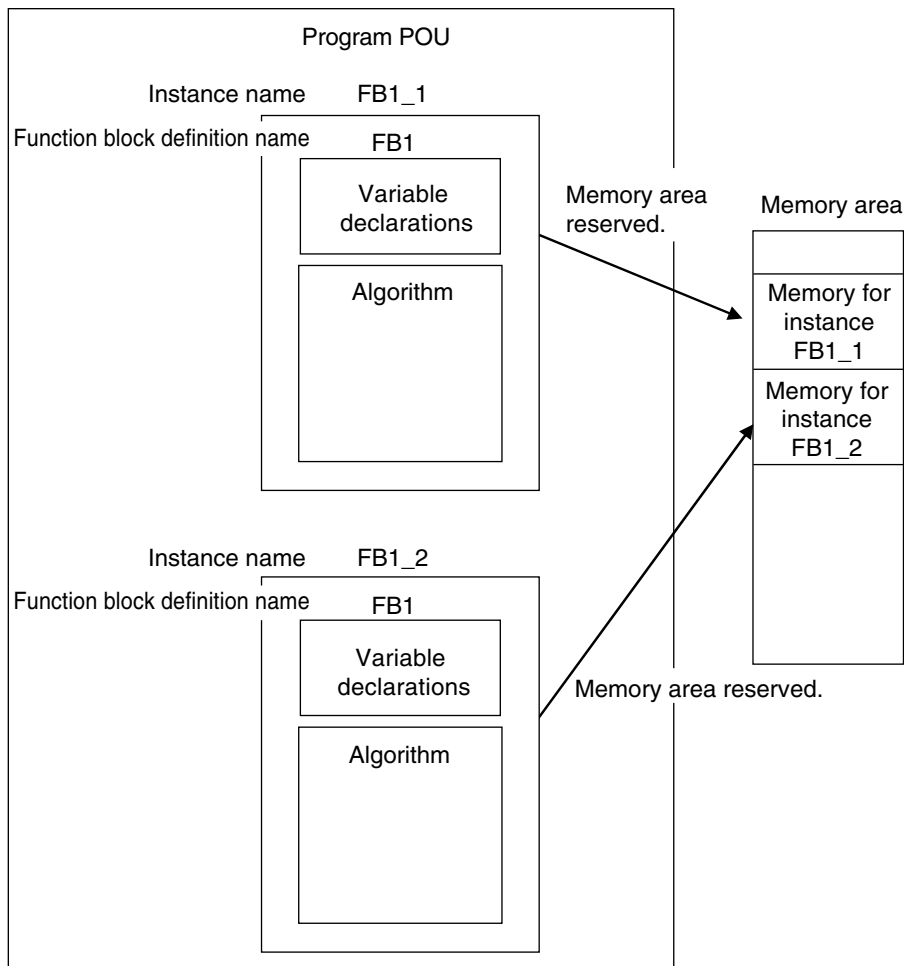 Program POU
Instance name FB1_1
Function block definition name
FB1
Variable
declarations
Algorithm
Memory area
reserved.
Memory area
Memory for
instance
FB1_1
Memory for
instance
FB1_2
Instance name FB1_2
Function block definition name
FB1
Variable
declarations
Algorithm
Memory area reserved.